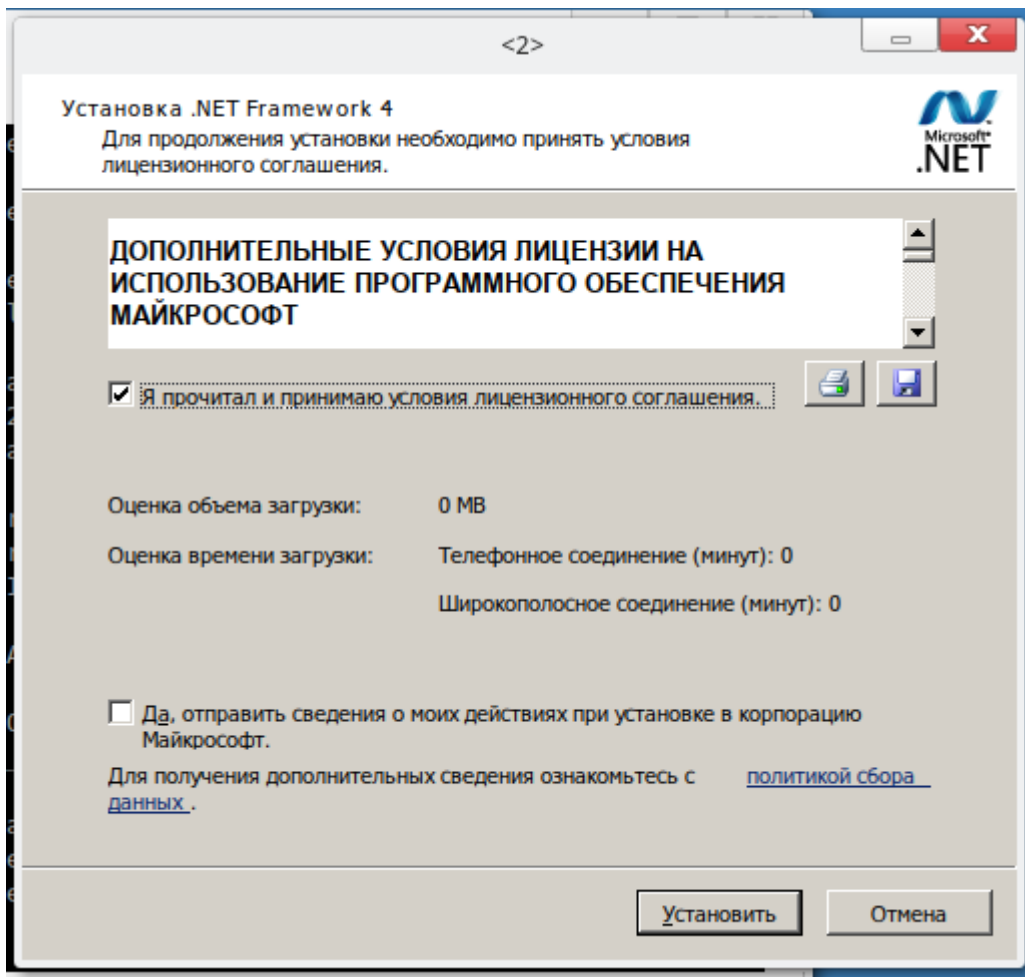 <2>
Установка .NET Framework 4
Для продолжения установки необходимо принять условия
лицензионного соглашения.
Microsoft®
.NET
ДОПОЛНИТЕЛЬНЫЕ УСЛОВИЯ ЛИЦЕНЗИИ НА
ИСПОЛЬЗОВАНИЕ ПРОГРАММНОГО ОБЕСПЕЧЕНИЯ
МАЙКРОСОФТ
Я прочитал и принимаю условия лицензионного соглашения.
Оценка объема загрузки: 0 MB
Оценка времени загрузки: Телефонное соединение (минут): 0
Широкополосное соединение (минут): 0
Да, отправить сведения о моих действиях при установке в корпорацию
Майкрософт.
Для получения дополнительных сведения ознакомьтесь с политикой сбора
данных .
Установить Отмена